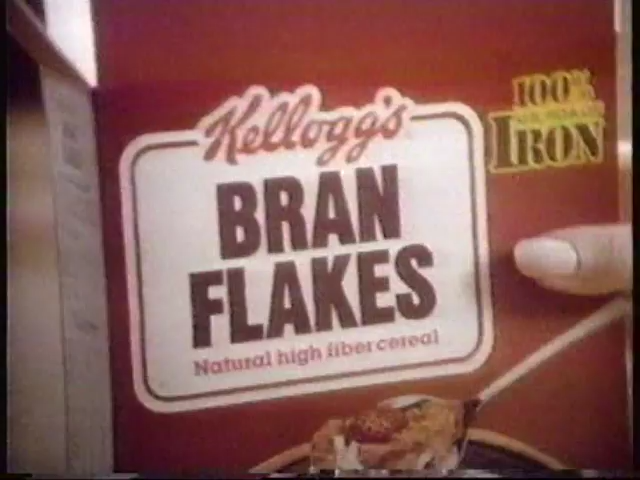 Kellogg's
BRAN
FLAKES
Natural high fiber cereal
100%
IRON